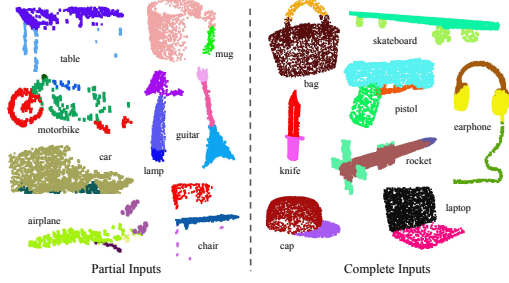 table
mug
motorbike
guitar
car
lamp
airplane
chair
Partial Inputs
bag
skateboard
pistol
earphone
knife
rocket
cap
laptop
Complete Inputs